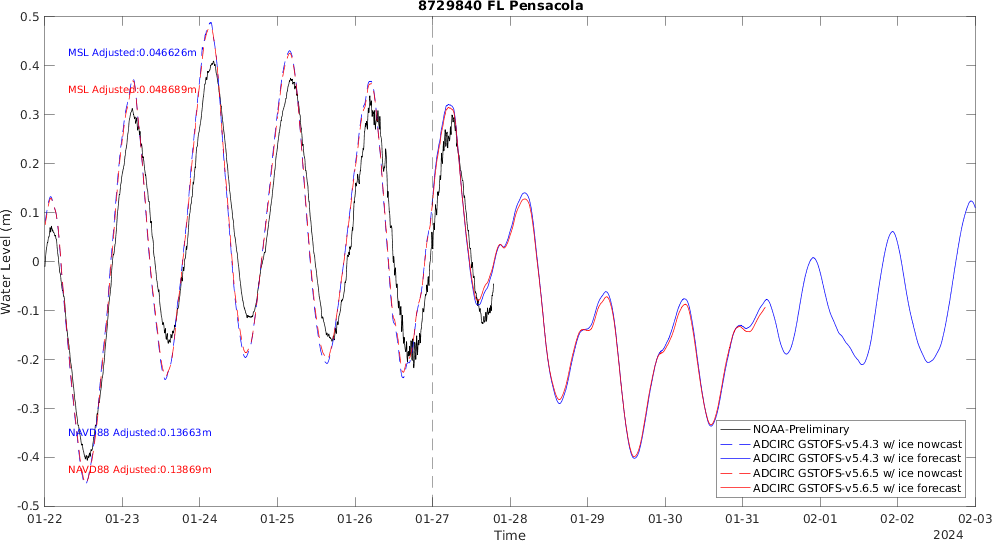 8729840 FL Pensacola
MSL Adjusted:0.046626m
MSL Adjusted:0.048689m
NAVD88 Adjusted:0.13663m
NAVD88 Adjusted:0.13869m
Water Level (m)
0.5
0.4
0.3
0.2
0.1
0
-0.1
-0.2
-0.3
-0.4
-0.5
NOAA-Preliminary
ADCIRC GSTOFS-v5.4.3 w/ ice nowcast
ADCIRC GSTOFS-v5.4.3 w/ ice forecast
ADCIRC GSTOFS-v5.6.5 w/ ice nowcast
ADCIRC GSTOFS-v5.6.5 w/ ice forecast
01-22 01-23 01-24 01-25 01-26 01-27 01-28 01-29 01-30 01-31 02-01 02-02 02-03
Time
2024